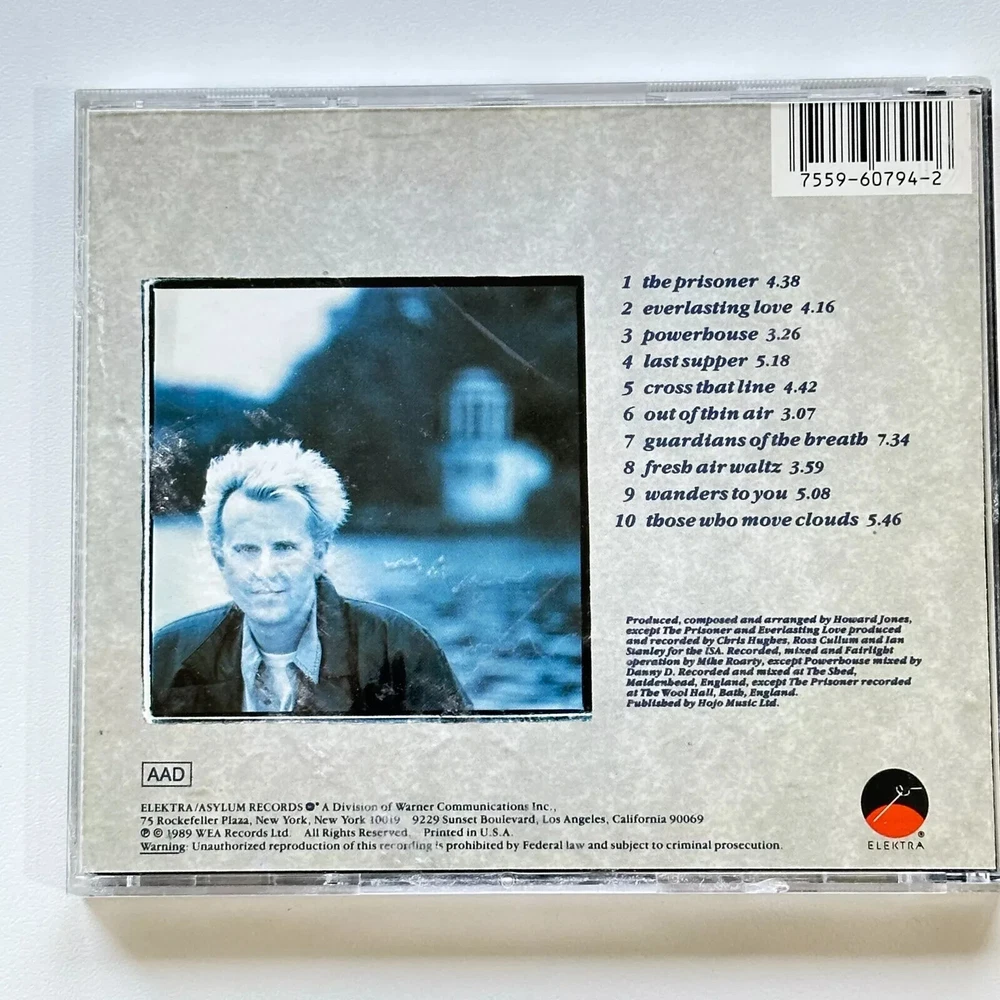 7559-60794-2
1 the prisoner 4.38
2 everlasting love 4.16
3 powerhouse 3.26
4 last supper 5.18
5 cross that line 4.42
6 out of thin air 3.07
7 guardians of the breath 7.34
8 fresh air waltz 3.59
9 wanders to you 5.08
10 those who move clouds 5.46
Produced, composed and arranged by Howard Jones,
except The Prisoner and Everlasting Love produced
and recorded by Chris Hughes, Ross Cullum and Ian
Stanley for the ISA. Recorded, mixed and Fairlight
operation by Mike Roarty, except Powerhouse mixed by
Danny D. Recorded and mixed at The Shed,
Maidenhead, England, except The Prisoner recorded
at The Wool Hall, Bath, England.
Published by Hojo Music Ltd.
AAD
ELEKTRA/ASYLUM RECORDS A Division of Warner Communications Inc.,
75 Rockefeller Plaza, New York, New York 10019 9229 Sunset Boulevard, Los Angeles, California 90069
℗ © 1989 WEA Records Ltd. All Rights Reserved. Printed in U.S.A.
Warning: Unauthorized reproduction of this recording is prohibited by Federal law and subject to criminal prosecution.
®
ELEKTRA